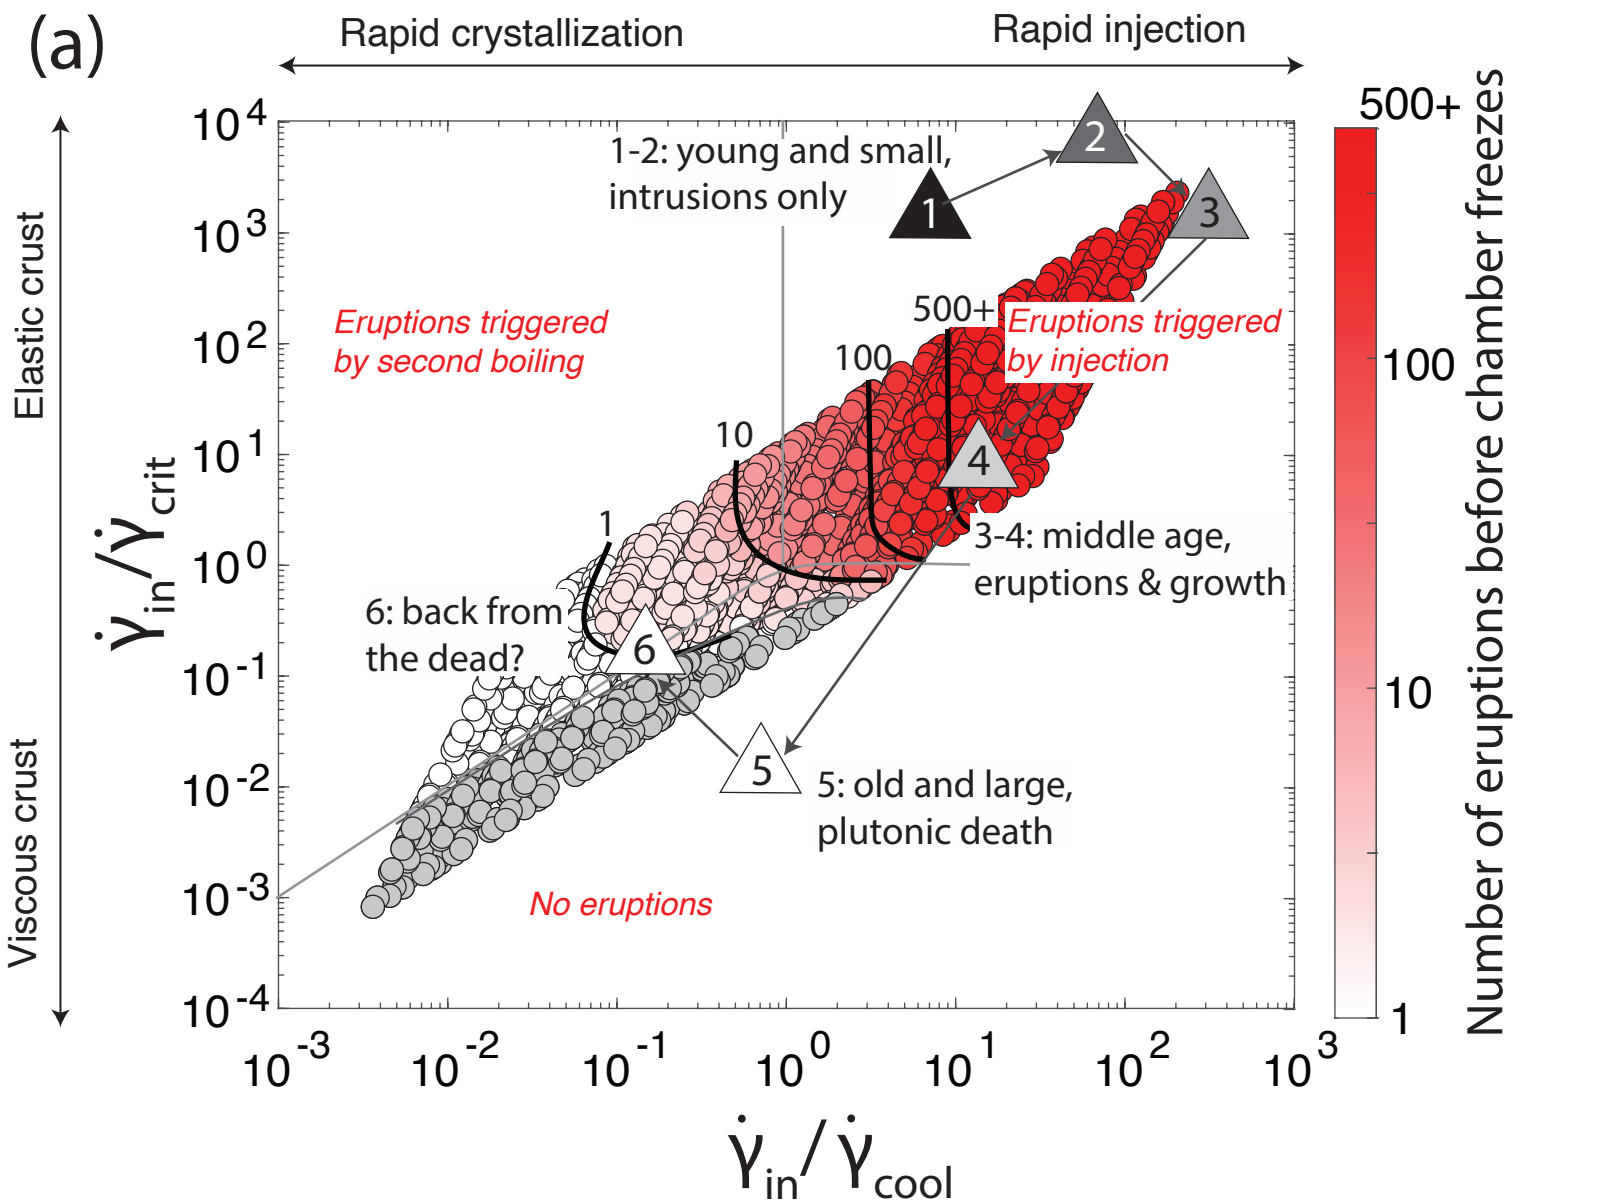 (a)
Rapid crystallization
Rapid injection
Elastic crust
Viscous crust
γ̇in/γ̇crit
10^4
10^3
10^2
10^1
10^0
10^-1
10^-2
10^-3
10^-4
1-2: young and small,
intrusions only
1
2
3
Eruptions triggered
by second boiling
500+
Eruptions triggered
by injection
100
10
4
1
3-4: middle age,
eruptions & growth
6: back from
the dead?
6
5
5: old and large,
plutonic death
No eruptions
10^-3
10^-2
10^-1
10^0
10^1
10^2
10^3
γ̇in/γ̇cool
500+
100
10
1
Number of eruptions before chamber freezes